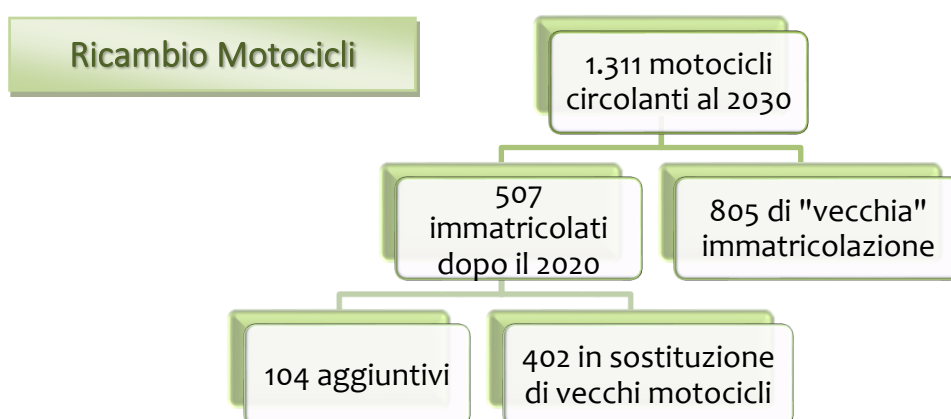 Ricambio Motocicli
1.311 motocicli
circolanti al 2030
507
immatricolati
dopo il 2020
805 di "vecchia"
immatricolazione
104 aggiuntivi
402 in sostituzione
di vecchi motocicli